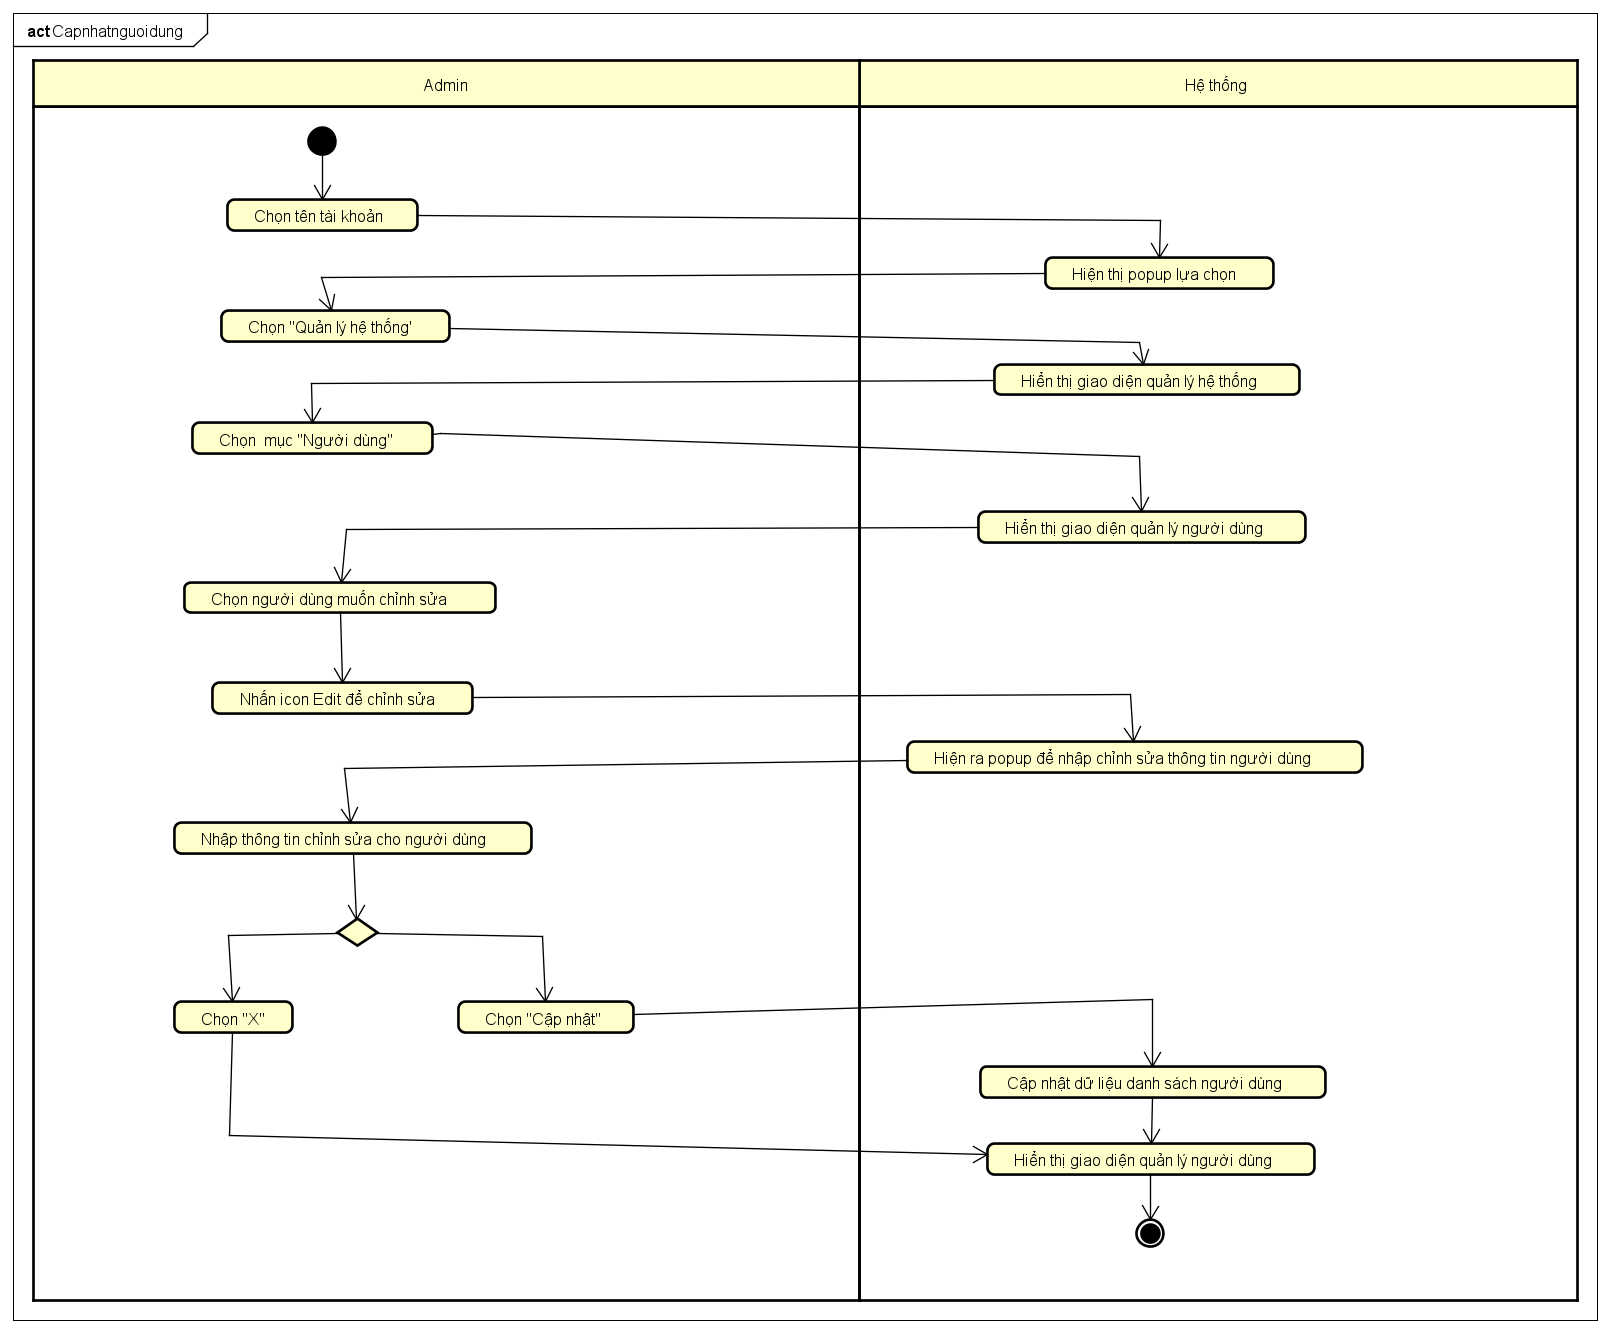 act Capnhatnguoidung
Admin
Hệ thống
Chọn tên tài khoản
Hiện thị popup lựa chọn
Chọn "Quản lý hệ thống'
Hiển thị giao diện quản lý hệ thống
Chọn  mục "Người dùng"
Hiển thị giao diện quản lý người dùng
Chọn người dùng muốn chỉnh sửa
Nhấn icon Edit để chỉnh sửa
Hiện ra popup để nhập chỉnh sửa thông tin người dùng
Nhập thông tin chỉnh sửa cho người dùng
Chọn "X"
Chọn "Cập nhật"
Cập nhật dữ liệu danh sách người dùng
Hiển thị giao diện quản lý người dùng